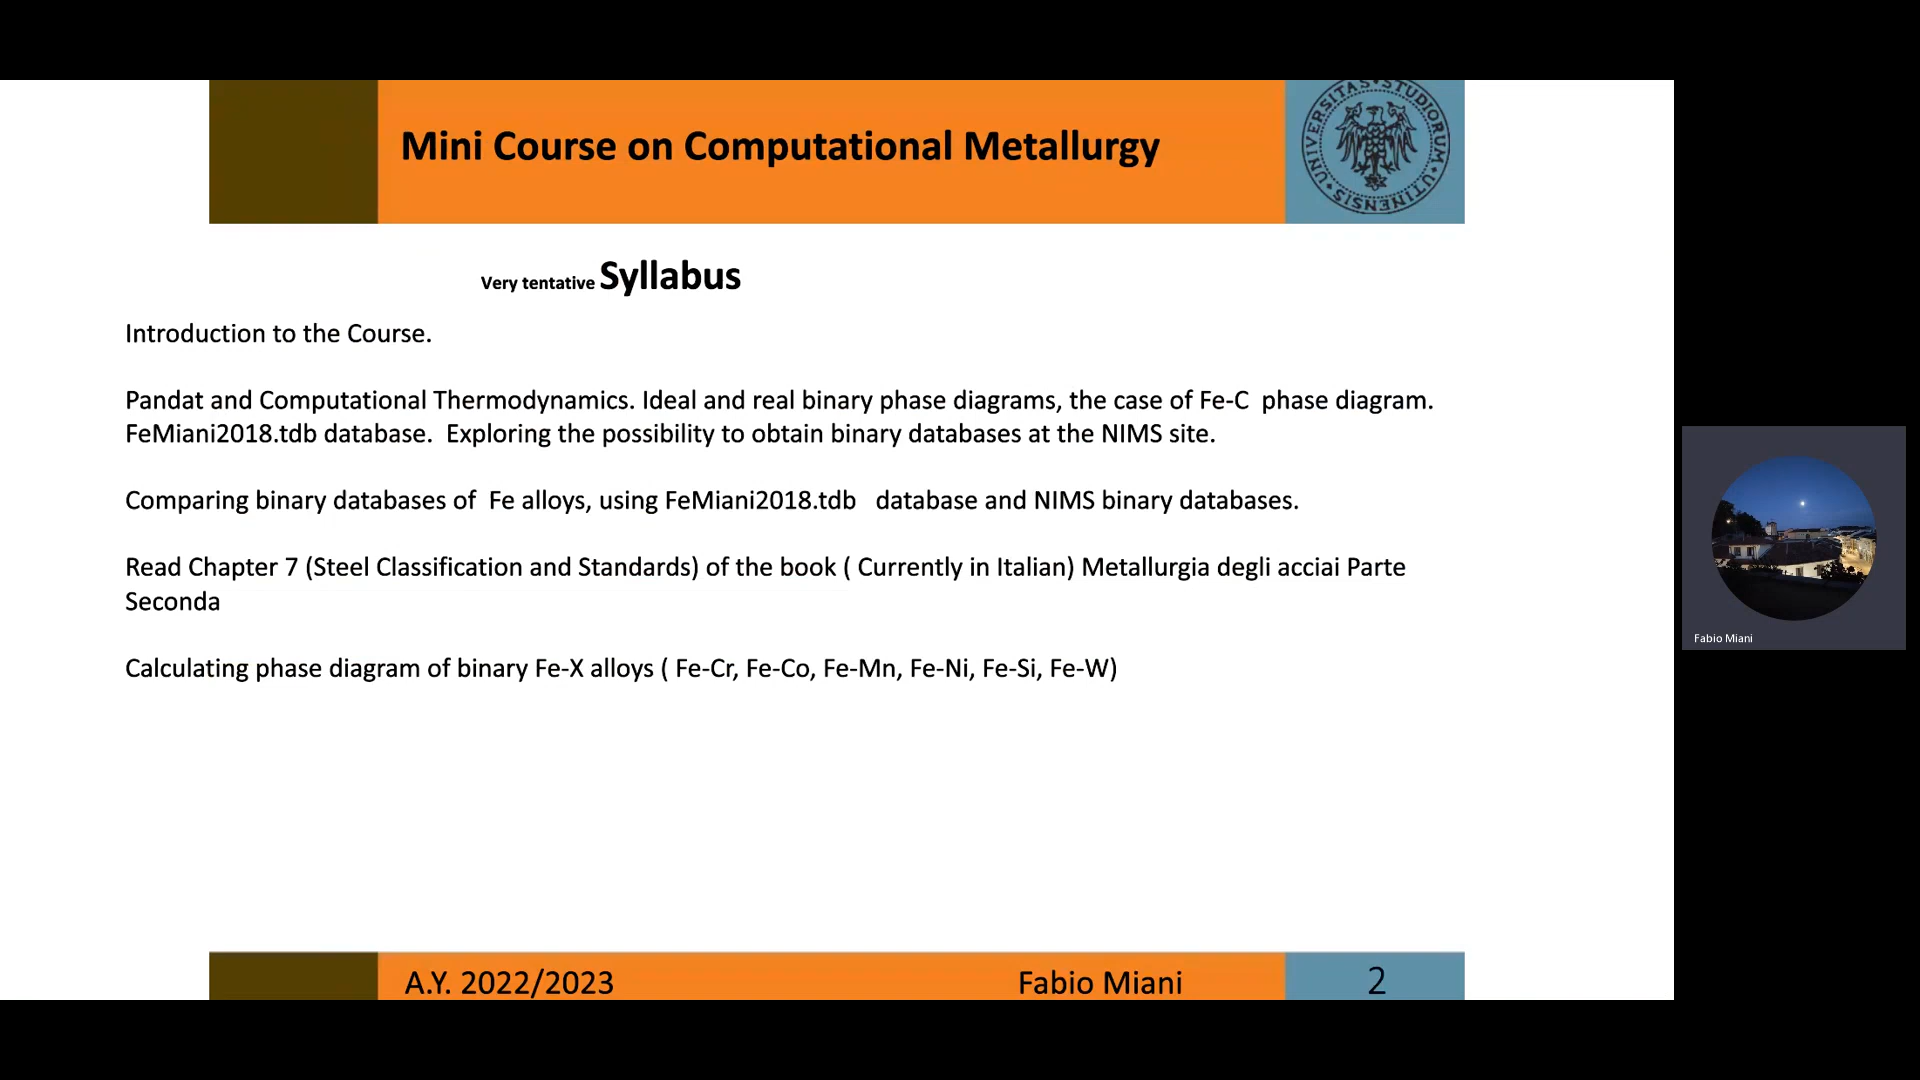 UNIVERSITAS • STUDIORUM • UTINENSIS •
Mini Course on Computational Metallurgy
Very tentative Syllabus
Introduction to the Course.
Pandat and Computational Thermodynamics. Ideal and real binary phase diagrams, the case of Fe-C phase diagram.
FeMiani2018.tdb database. Exploring the possibility to obtain binary databases at the NIMS site.
Comparing binary databases of Fe alloys, using FeMiani2018.tdb database and NIMS binary databases.
Read Chapter 7 (Steel Classification and Standards) of the book ( Currently in Italian) Metallurgia degli acciai Parte
Seconda
Calculating phase diagram of binary Fe-X alloys ( Fe-Cr, Fe-Co, Fe-Mn, Fe-Ni, Fe-Si, Fe-W)
Fabio Miani
A.Y. 2022/2023 Fabio Miani 2